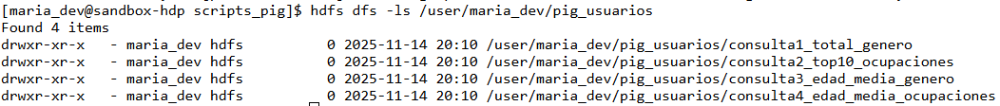 [maria_dev@sandbox-hdp scripts_pig]$ hdfs dfs -ls /user/maria_dev/pig_usuarios
Found 4 items
drwxr-xr-x   - maria_dev hdfs          0 2025-11-14 20:10 /user/maria_dev/pig_usuarios/consulta1_total_genero
drwxr-xr-x   - maria_dev hdfs          0 2025-11-14 20:10 /user/maria_dev/pig_usuarios/consulta2_top10_ocupaciones
drwxr-xr-x   - maria_dev hdfs          0 2025-11-14 20:10 /user/maria_dev/pig_usuarios/consulta3_edad_media_genero
drwxr-xr-x   - maria_dev hdfs          0 2025-11-14 20:10 /user/maria_dev/pig_usuarios/consulta4_edad_media_ocupaciones